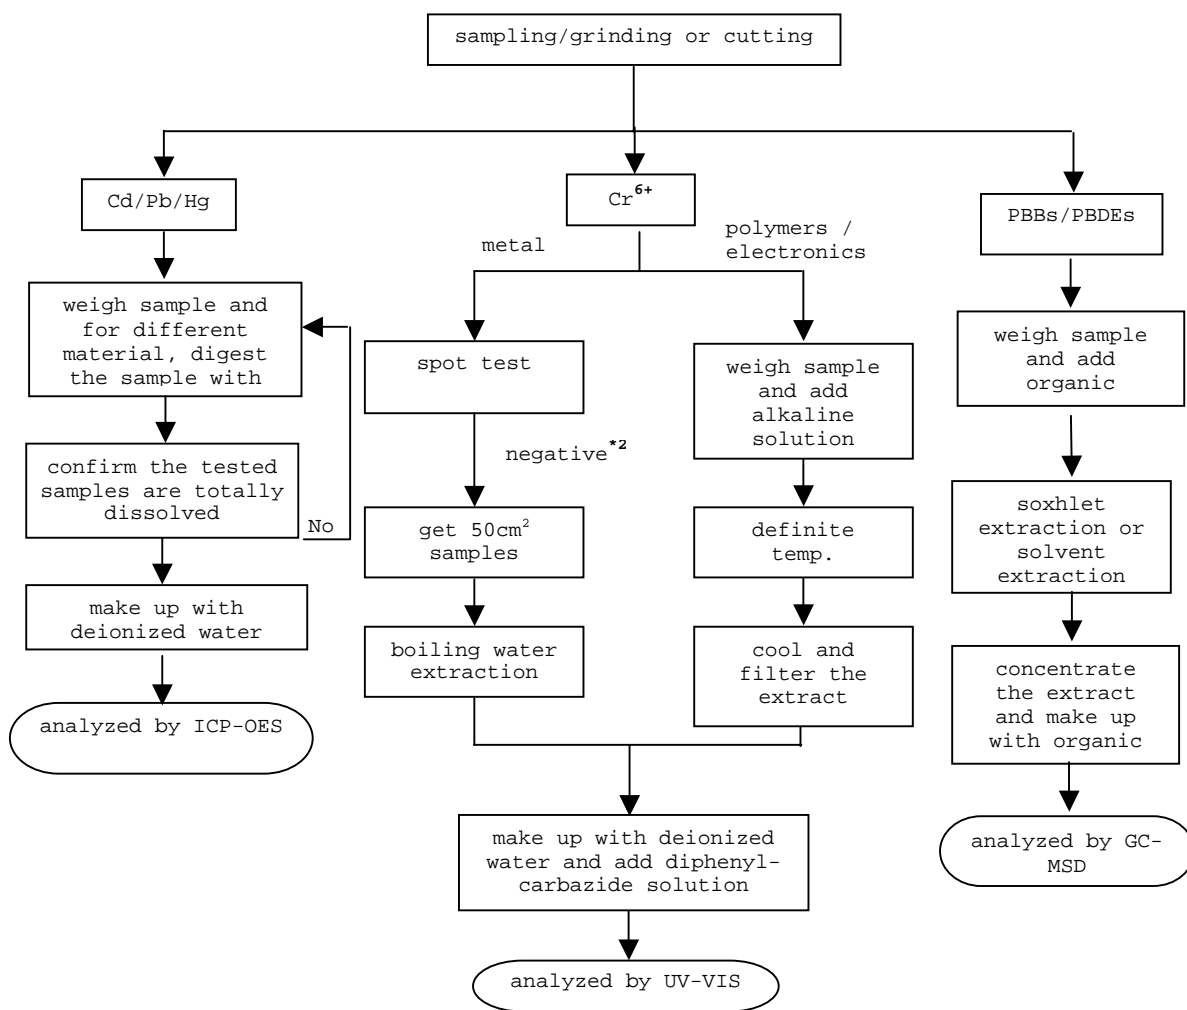 sampling/grinding or cutting
Cd/Pb/Hg
weigh sample and
for different
material, digest
the sample with
confirm the tested
samples are totally
dissolved
No
make up with
deionized water
analyzed by ICP-OES
Cr⁶⁺
metal
polymers /
electronics
spot test
negative*²
get 50cm²
samples
boiling water
extraction
weigh sample
and add
alkaline
solution
definite
temp.
cool and
filter the
extract
make up with deionized
water and add diphenyl-
carbazide solution
analyzed by UV-VIS
PBBs/PBDEs
weigh sample
and add
organic
soxhlet
extraction or
solvent
extraction
concentrate
the extract
and make up
with organic
analyzed by GC-
MSD